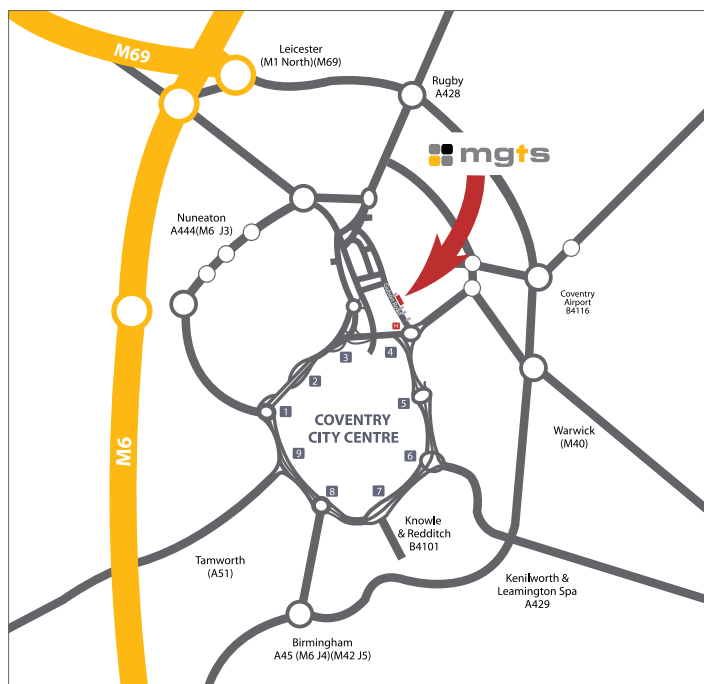 M69
Leicester
(M1 North)(M69)
Rugby
A428
mgts
Nuneaton
A444(M6 J3)
Coventry
Airport
B4116
H
3
4
2
1
5
COVENTRY
CITY CENTRE
Warwick
(M40)
M6
9
6
8
7
Knowle
& Redditch
B4101
Tamworth
(A51)
Kenilworth &
Leamington Spa
A429
Birmingham
A45 (M6 J4)(M42 J5)